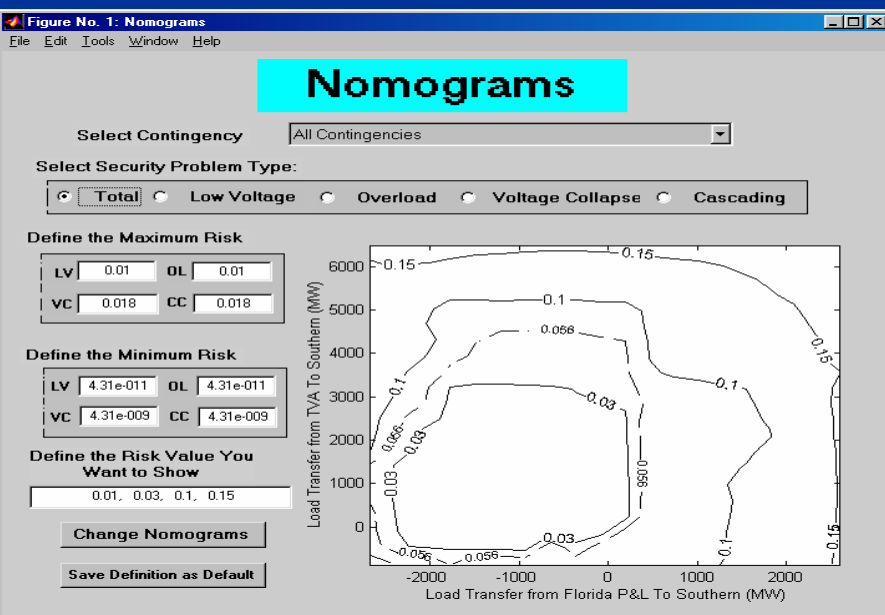 Figure No. 1: Nomograms
File Edit Tools Window Help
Nomograms
Select Contingency All Contingencies
Select Security Problem Type:
Total Low Voltage Overload Voltage Collapse Cascading
Define the Maximum Risk
LV 0.01 OL 0.01
VC 0.018 CC 0.018
Define the Minimum Risk
LV 4.31e-011 OL 4.31e-011
VC 4.31e-009 CC 4.31e-009
Define the Risk Value You
Want to Show
0.01, 0.03, 0.1, 0.15
Change Nomograms
Save Definition as Default
Load Transfer from TVA To Southern (MW)
6000
5000
4000
3000
2000
1000
0
0.15 0.15
0.1
0.056
0.15
0.1 0.1
0.03
0.056 0.03
0.03 0.056
0.03
0.056 0.056 0.1 0.15
-2000 -1000 0 1000 2000
Load Transfer from Florida P&L To Southern (MW)